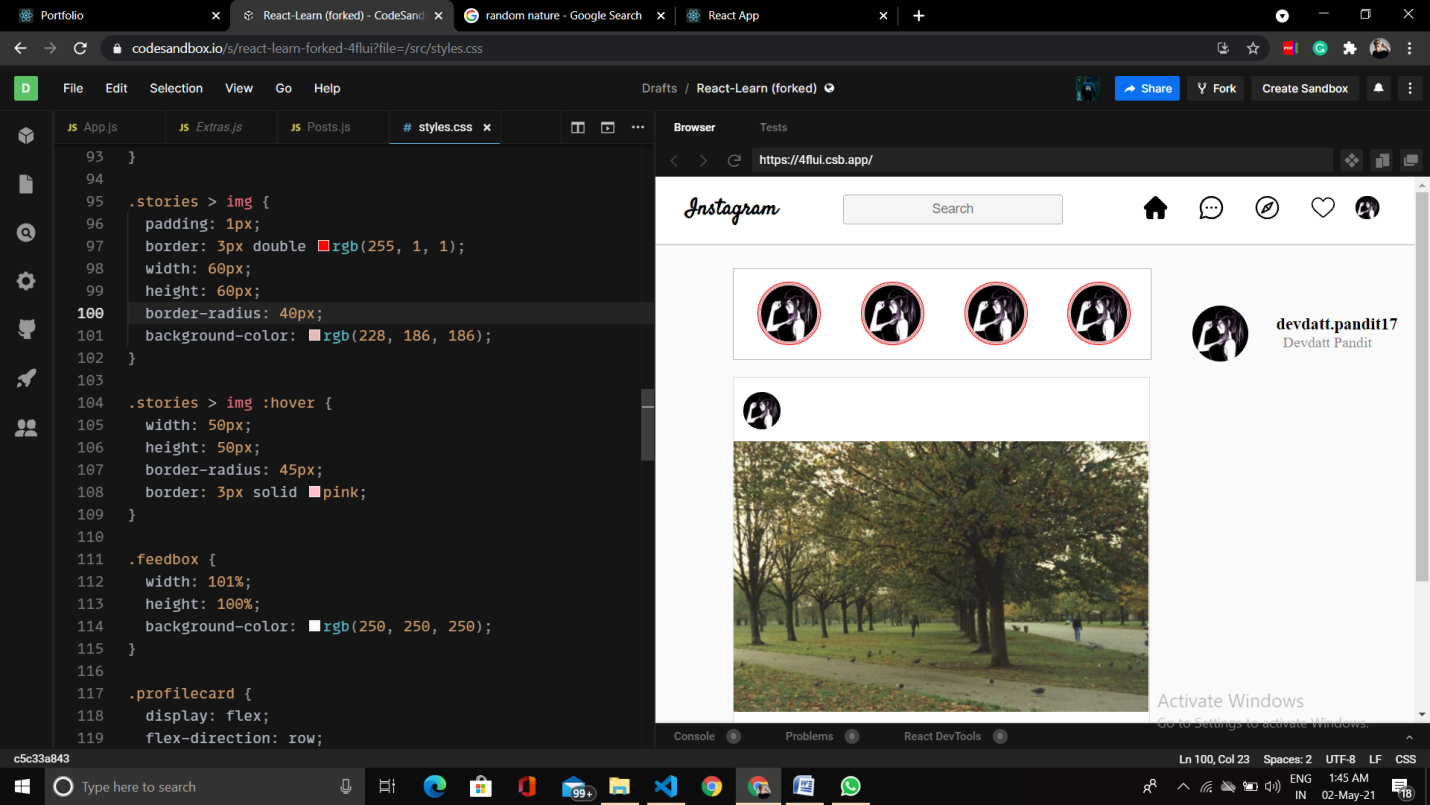 Portfolio
React-Learn (forked) - CodeSand
random nature - Google Search
React App
codesandbox.io/s/react-learn-forked-4flui?file=/src/styles.css
D
File Edit Selection View Go Help
Drafts / React-Learn (forked)
Share
Fork
Create Sandbox
JS App.js
JS Extras.js
JS Posts.js
# styles.css
Browser
Tests
https://4flui.csb.app/
93 }
94
95 .stories > img {
96 padding: 1px;
97 border: 3px double rgb(255, 1, 1);
98 width: 60px;
99 height: 60px;
100 border-radius: 40px;
101 background-color: rgb(228, 186, 186);
102 }
103
104 .stories > img :hover {
105 width: 50px;
106 height: 50px;
107 border-radius: 45px;
108 border: 3px solid pink;
109 }
110
111 .feedbox {
112 width: 101%;
113 height: 100%;
114 background-color: rgb(250, 250, 250);
115 }
116
117 .profilecard {
118 display: flex;
119 flex-direction: row;
Instagram
Search
devdatt.pandit17
Devdatt Pandit
Activate Windows
Go to Settings to activate Windows.
Console 0
Problems 0
React DevTools 0
c5c33a843
Ln 100, Col 23 Spaces: 2 UTF-8 LF CSS
Type here to search
99+
ENG
IN
1:45 AM
02-May-21
18